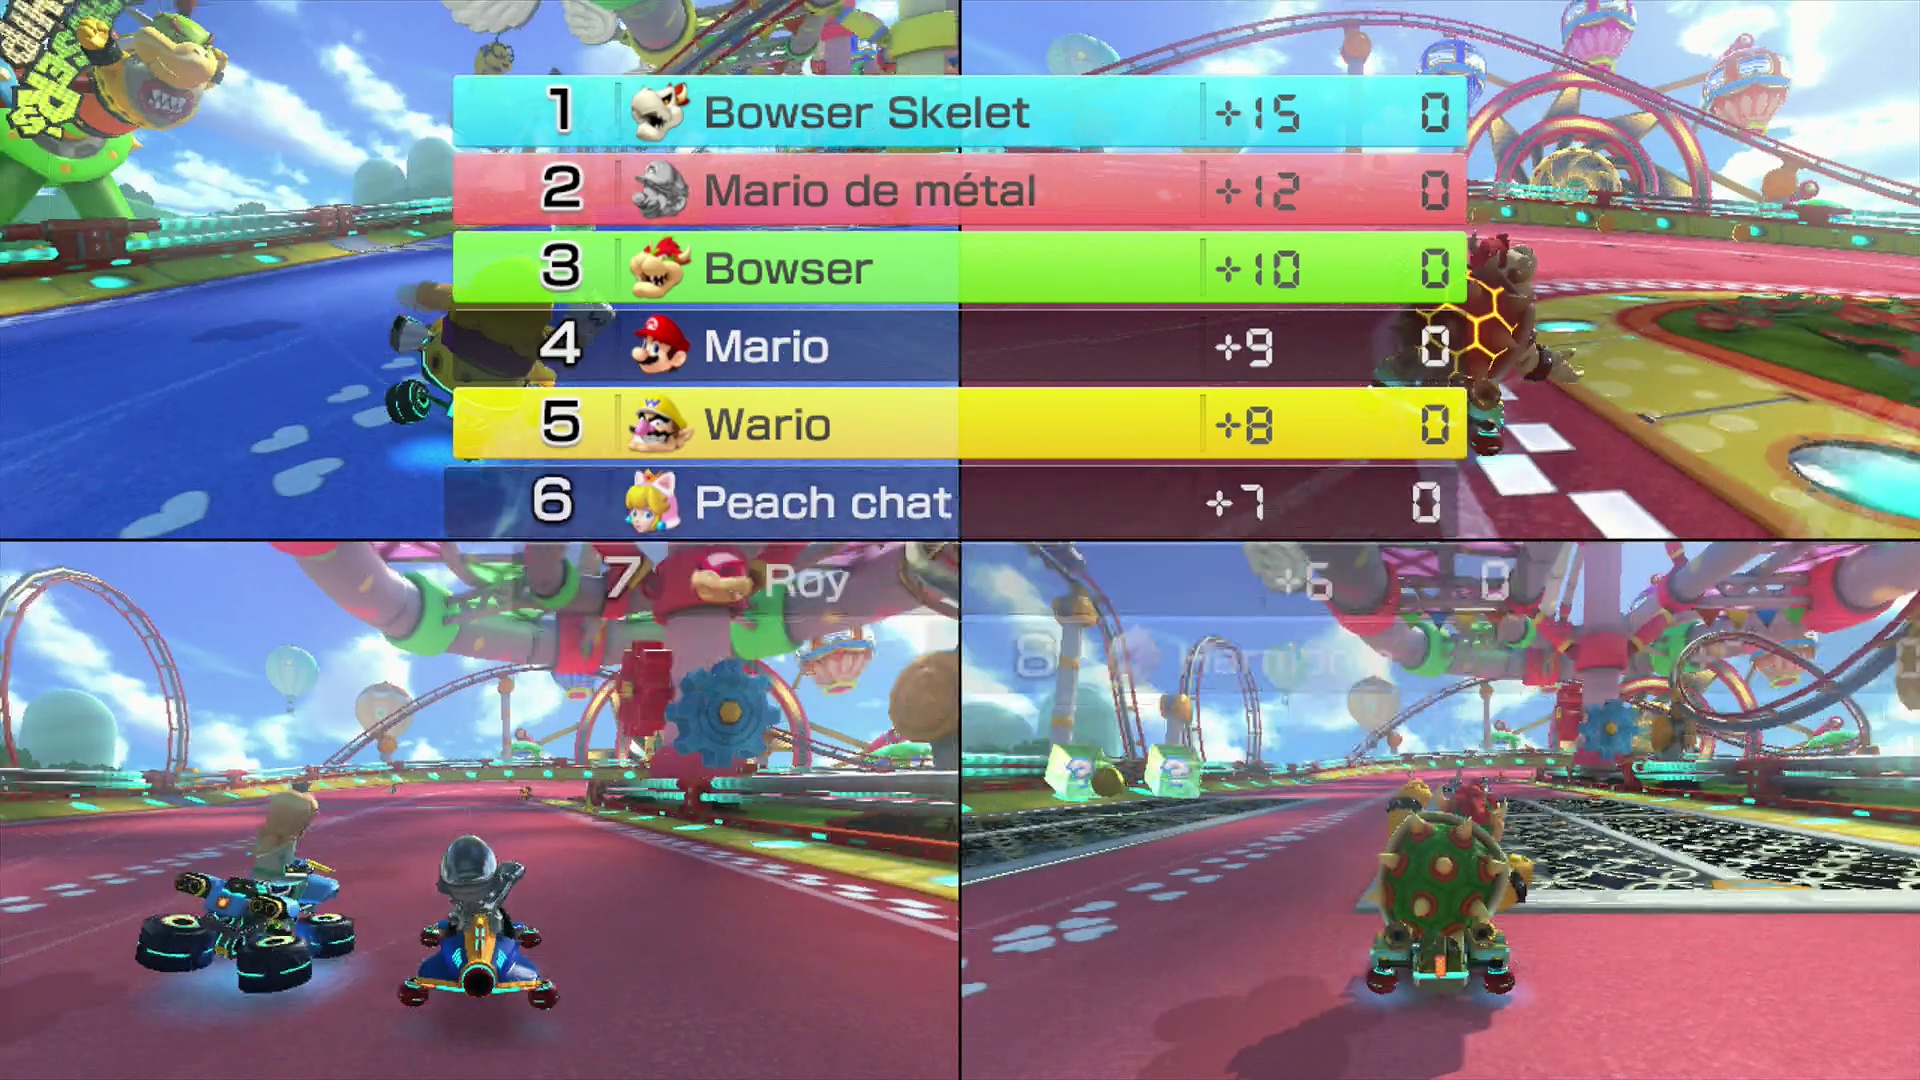 1 Bowser Skelet +15 0
2 Mario de métal +12 0
3 Bowser +10 0
4 Mario +9 0
5 Wario +8 0
6 Peach chat +7 0
7 Roy +6 0
8